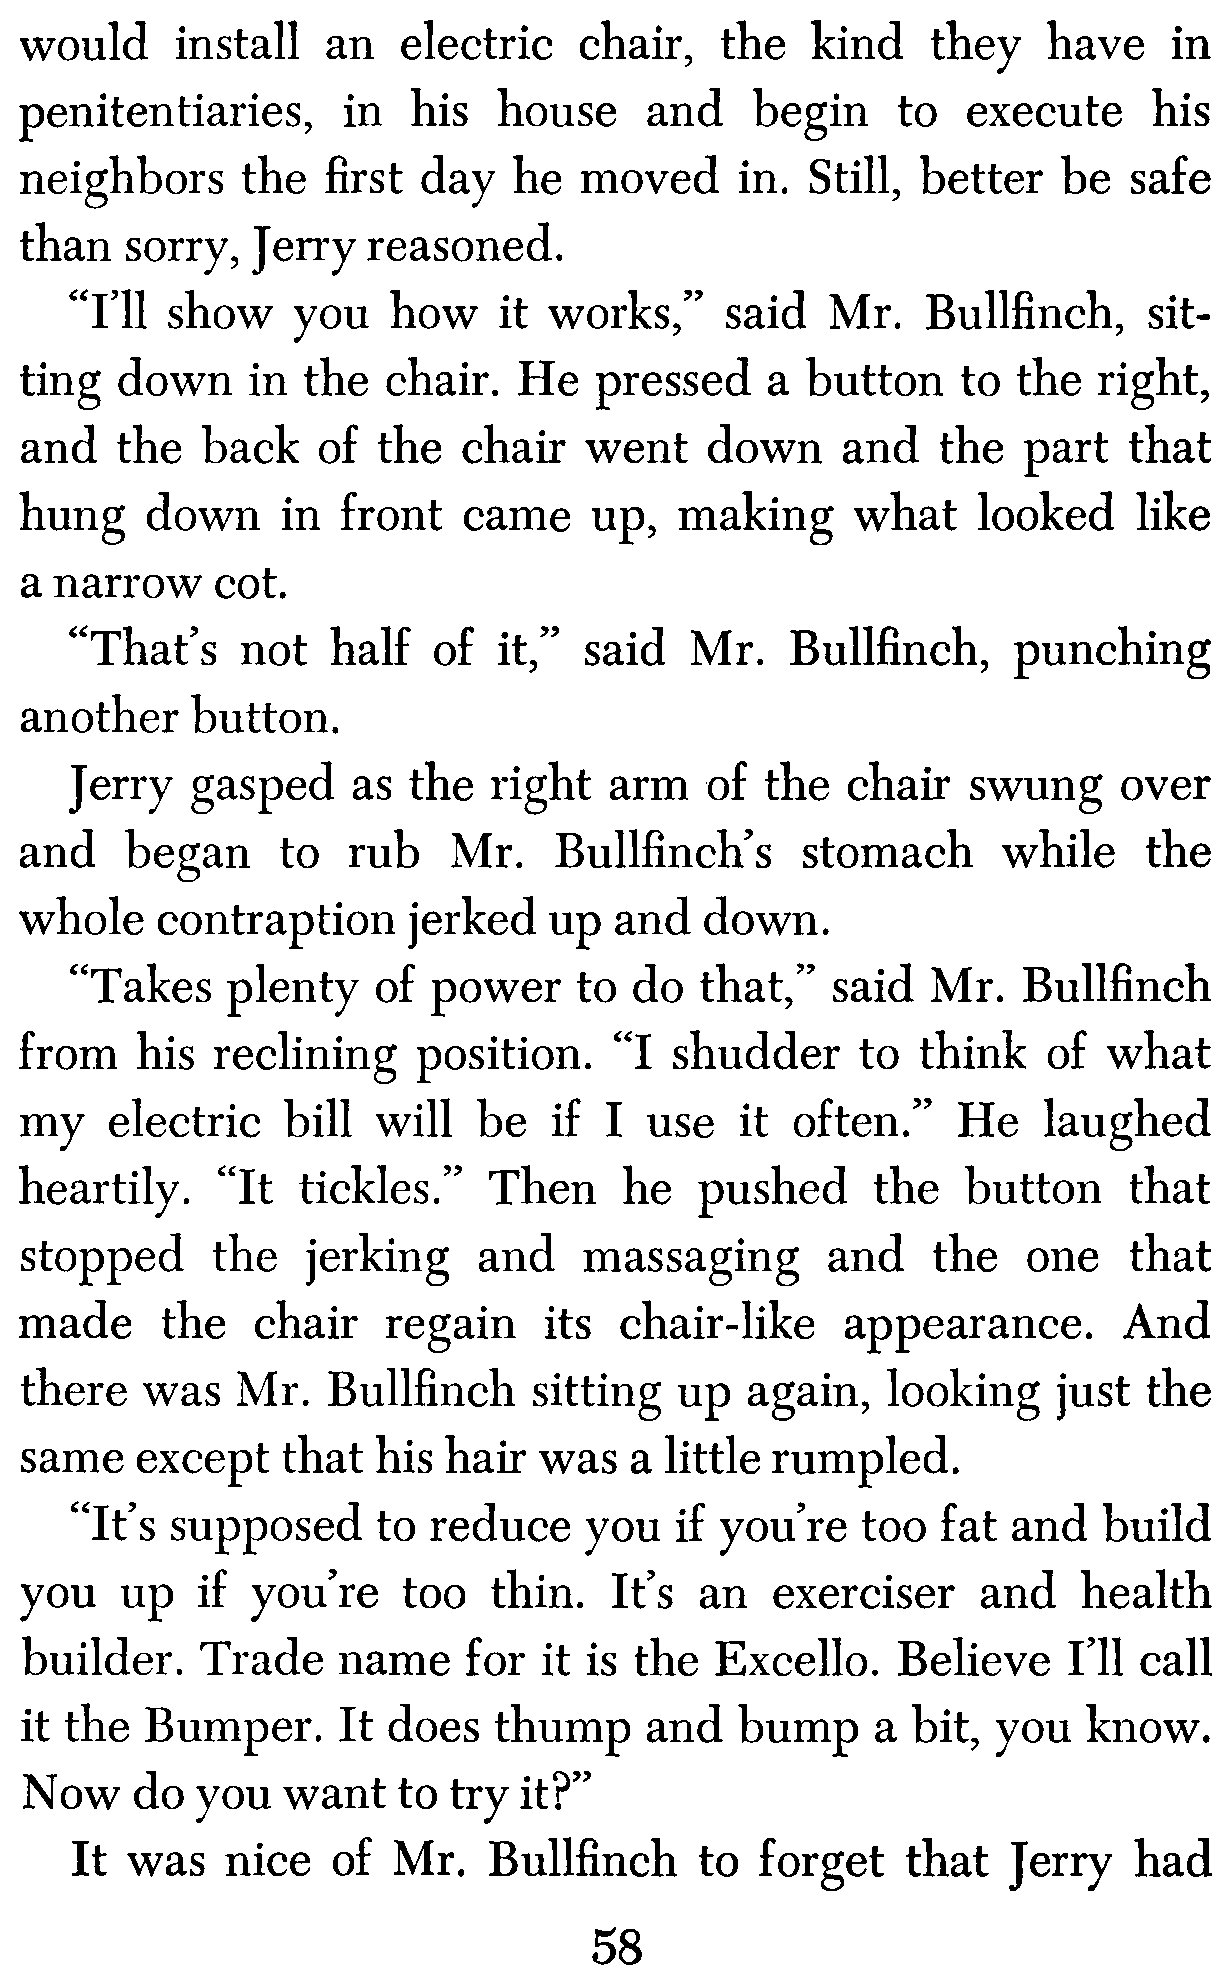 would install an electric chair, the kind they have in
penitentiaries, in his house and begin to execute his
neighbors the first day he moved in. Still, better be safe
than sorry, Jerry reasoned.
“I’ll show you how it works,” said Mr. Bullfinch, sit-
ting down in the chair. He pressed a button to the right,
and the back of the chair went down and the part that
hung down in front came up, making what looked like
a narrow cot.
“That’s not half of it,” said Mr. Bullfinch, punching
another button.
Jerry gasped as the right arm of the chair swung over
and began to rub Mr. Bullfinch’s stomach while the
whole contraption jerked up and down.
“Takes plenty of power to do that,” said Mr. Bullfinch
from his reclining position. “I shudder to think of what
my electric bill will be if I use it often.” He laughed
heartily. “It tickles.” Then he pushed the button that
stopped the jerking and massaging and the one that
made the chair regain its chair-like appearance. And
there was Mr. Bullfinch sitting up again, looking just the
same except that his hair was a little rumpled.
“It’s supposed to reduce you if you’re too fat and build
you up if you’re too thin. It’s an exerciser and health
builder. Trade name for it is the Excello. Believe I’ll call
it the Bumper. It does thump and bump a bit, you know.
Now do you want to try it?”
It was nice of Mr. Bullfinch to forget that Jerry had
58